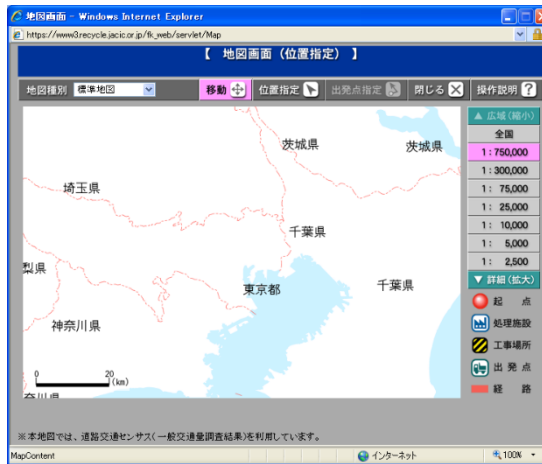 地図画面 - Windows Internet Explorer
https://www3.recycle.jacic.or.jp/fk_web/servlet/Map
【 地図画面（位置指定） 】
地図種別 標準地図 移動 位置指定 出発点指定 閉じる 操作説明 ?
▲ 広域(縮小)
全国
1：750,000
1：300,000
1： 75,000
1： 25,000
1： 10,000
1： 5,000
1： 2,500
▼ 詳細(拡大)
起 点
処理施設
工事場所
出 発 点
経 路
茨城県
茨城県
埼玉県
千葉県
梨県
東京都
千葉県
神奈川県
0 20
(km)
奈川県
※本地図では、道路交通センサス(一般交通量調査結果)を利用しています。
MapContent インターネット 100%